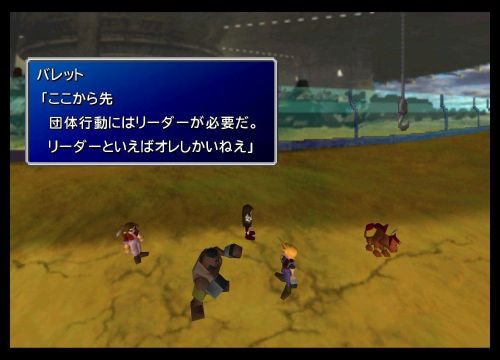 バレット
「ここから先
団体行動にはリーダーが必要だ。
リーダーといえばオレしかいねえ」